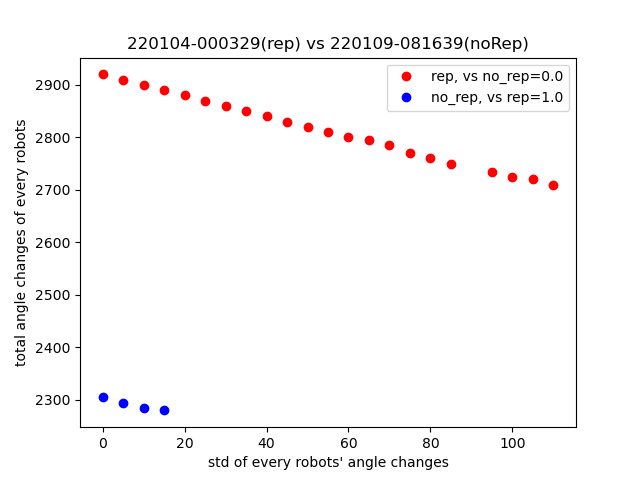 220104-000329(rep) vs 220109-081639(noRep)
rep, vs no_rep=0.0
no_rep, vs rep=1.0
total angle changes of every robots
2900
2800
2700
2600
2500
2400
2300
0 20 40 60 80 100
std of every robots' angle changes